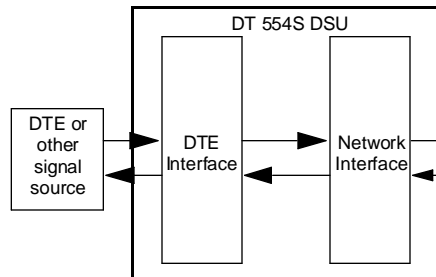 DT 554S DSU
DTE or
other
signal
source
DTE
Interface
Network
Interface